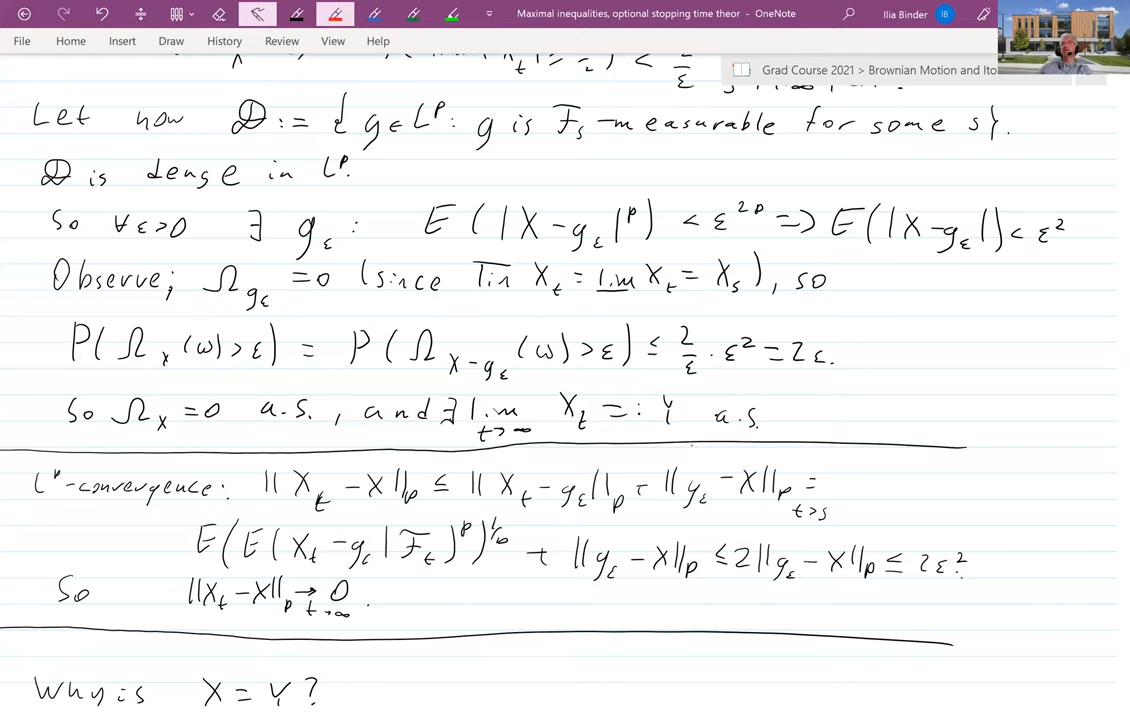 Maximal inequalities, optional stopping time theor - OneNote
Ilia Binder
IB
File Home Insert Draw History Review View Help
Grad Course 2021 > Brownian Motion and Ito
Let now 𝒟 := { g ∈ L^p : g is F_s -measurable for some s}.
𝒟 is dense in L^p.
So ∀ε>0 ∃ g_ε : E(|X - g_ε|^p) < ε^{2p} => E(|X - g_ε|) < ε^2
Observe; Ω_{g_ε} = 0 (since lim X_t = lim X_t = X_s), so
P(Ω_X (ω) > ε) = P(Ω_{X-g_ε} (ω) > ε) ≤ 2/ε · ε^2 = 2ε.
So Ω_X = 0 a.s., and ∃ lim_{t→∞} X_t =: Y a.s.
L^p-convergence: ||X_t - X||_p ≤ ||X_t - g_ε||_p + ||g_ε - X||_p =_{t>s}
E(E(X_t - g_ε | F_t)^p)^{1/p} + ||g_ε - X||_p ≤ 2||g_ε - X||_p ≤ 2ε^2.
So ||X_t - X||_p →_{t→∞} 0.
Why is X = Y?